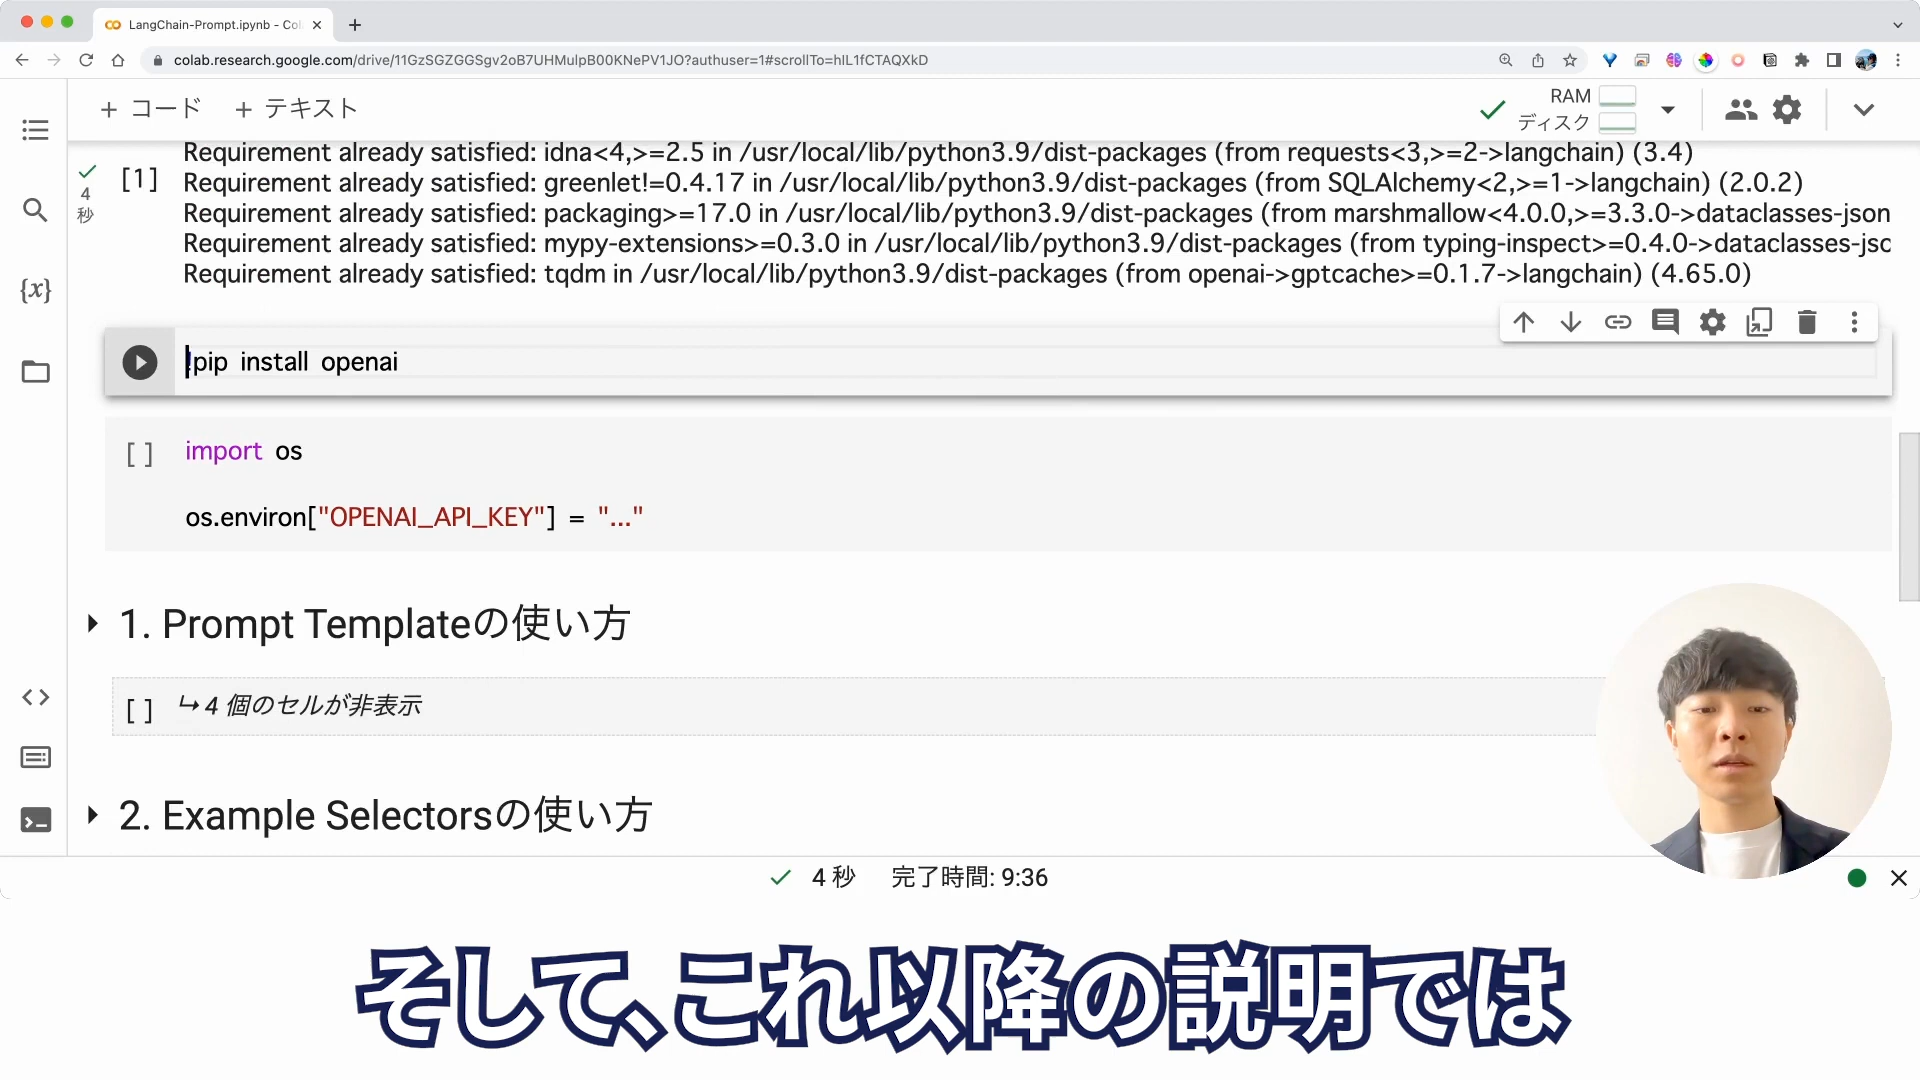 LangChain-Prompt.ipynb - Col
colab.research.google.com/drive/11GzSGZGGSgv2oB7UHMulpB00KNePV1JO?authuser=1#scrollTo=hlL1fCTAQXkD
+ コード + テキスト
RAM
ディスク
Requirement already satisfied: idna<4,>=2.5 in /usr/local/lib/python3.9/dist-packages (from requests<3,>=2->langchain) (3.4)
[1] Requirement already satisfied: greenlet!=0.4.17 in /usr/local/lib/python3.9/dist-packages (from SQLAlchemy<2,>=1->langchain) (2.0.2)
4
秒
Requirement already satisfied: packaging>=17.0 in /usr/local/lib/python3.9/dist-packages (from marshmallow<4.0.0,>=3.3.0->dataclasses-json
Requirement already satisfied: mypy-extensions>=0.3.0 in /usr/local/lib/python3.9/dist-packages (from typing-inspect>=0.4.0->dataclasses-jsc
Requirement already satisfied: tqdm in /usr/local/lib/python3.9/dist-packages (from openai->gptcache>=0.1.7->langchain) (4.65.0)
{x}
!pip install openai
[ ] import os
os.environ["OPENAI_API_KEY"] = "..."
1. Prompt Templateの使い方
[ ] ↳ 4 個のセルが非表示
2. Example Selectorsの使い方
4 秒 完了時間: 9:36
そして、これ以降の説明では